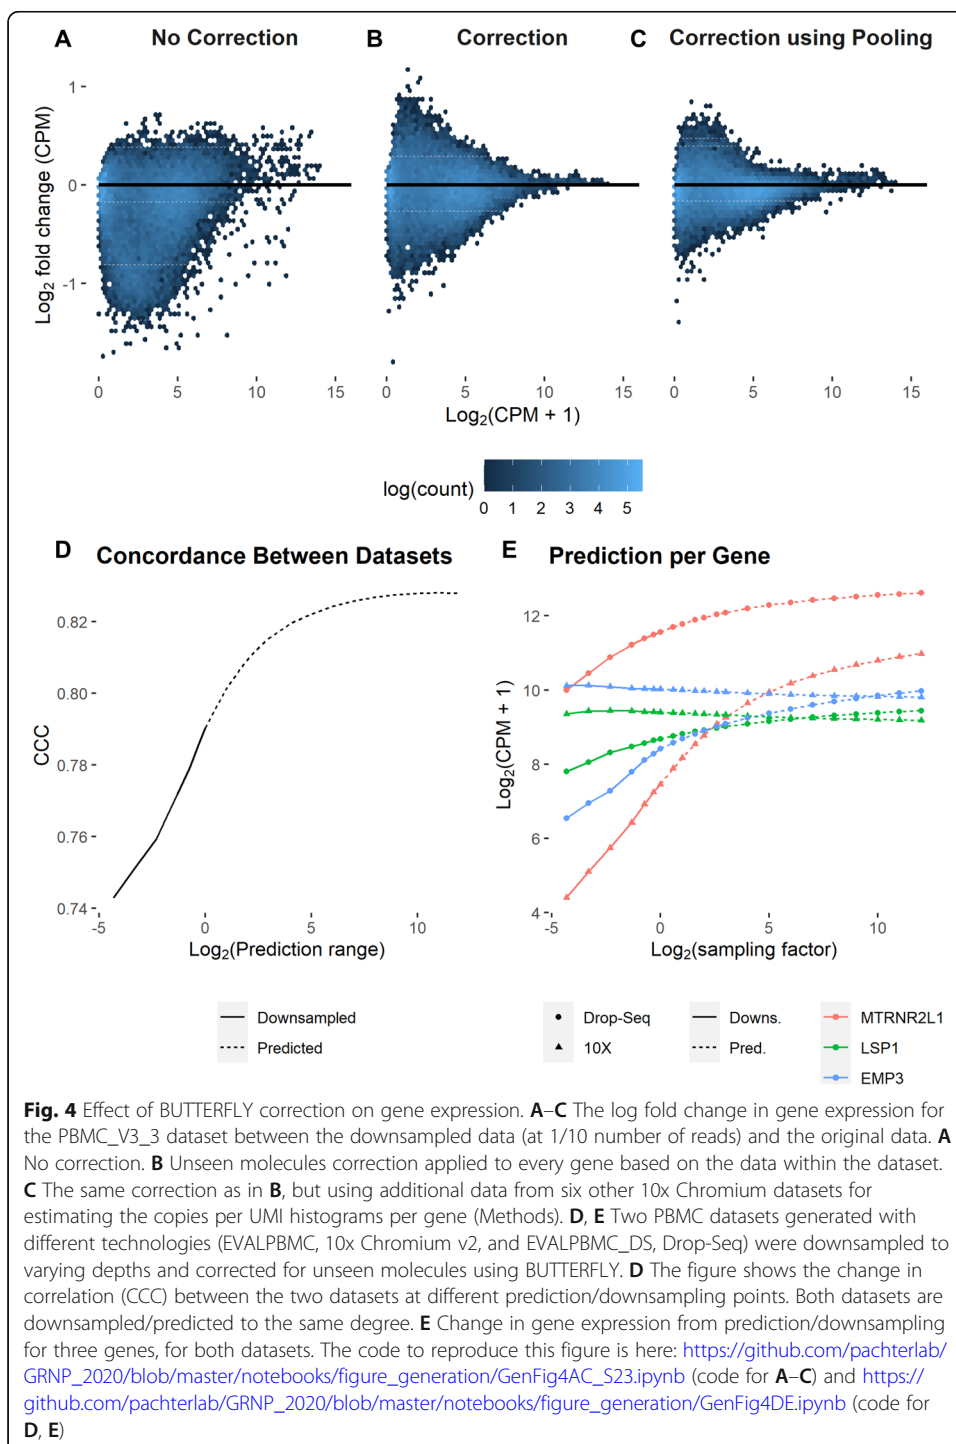 A No Correction
B Correction
C Correction using Pooling
Log2 fold change (CPM)
1
0
-1
0 5 10 15
0 5 10 15
0 5 10 15
Log2(CPM + 1)
log(count)
0 1 2 3 4 5
D Concordance Between Datasets
CCC
0.82
0.80
0.78
0.76
0.74
-5 0 5 10
Log2(Prediction range)
Downsampled
Predicted
E Prediction per Gene
Log2(CPM + 1)
12
10
8
6
4
-5 0 5 10
Log2(sampling factor)
Drop-Seq
10X
Downs.
Pred.
MTRNR2L1
LSP1
EMP3
Fig. 4 Effect of BUTTERFLY correction on gene expression. A–C The log fold change in gene expression for
the PBMC_V3_3 dataset between the downsampled data (at 1/10 number of reads) and the original data. A
No correction. B Unseen molecules correction applied to every gene based on the data within the dataset.
C The same correction as in B, but using additional data from six other 10x Chromium datasets for
estimating the copies per UMI histograms per gene (Methods). D, E Two PBMC datasets generated with
different technologies (EVALPBMC, 10x Chromium v2, and EVALPBMC_DS, Drop-Seq) were downsampled to
varying depths and corrected for unseen molecules using BUTTERFLY. D The figure shows the change in
correlation (CCC) between the two datasets at different prediction/downsampling points. Both datasets are
downsampled/predicted to the same degree. E Change in gene expression from prediction/downsampling
for three genes, for both datasets. The code to reproduce this figure is here: https://github.com/pachterlab/
GRNP_2020/blob/master/notebooks/figure_generation/GenFig4AC_S23.ipynb (code for A–C) and https://
github.com/pachterlab/GRNP_2020/blob/master/notebooks/figure_generation/GenFig4DE.ipynb (code for
D, E)